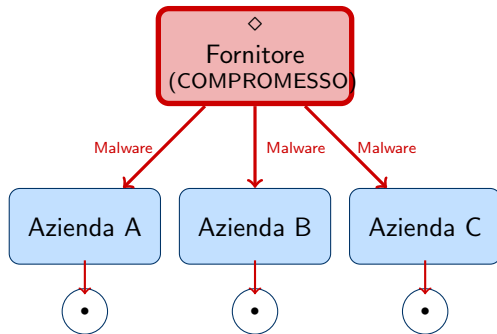 Fornitore
(COMPROMESSO)
Malware
Malware
Malware
Azienda A
Azienda B
Azienda C